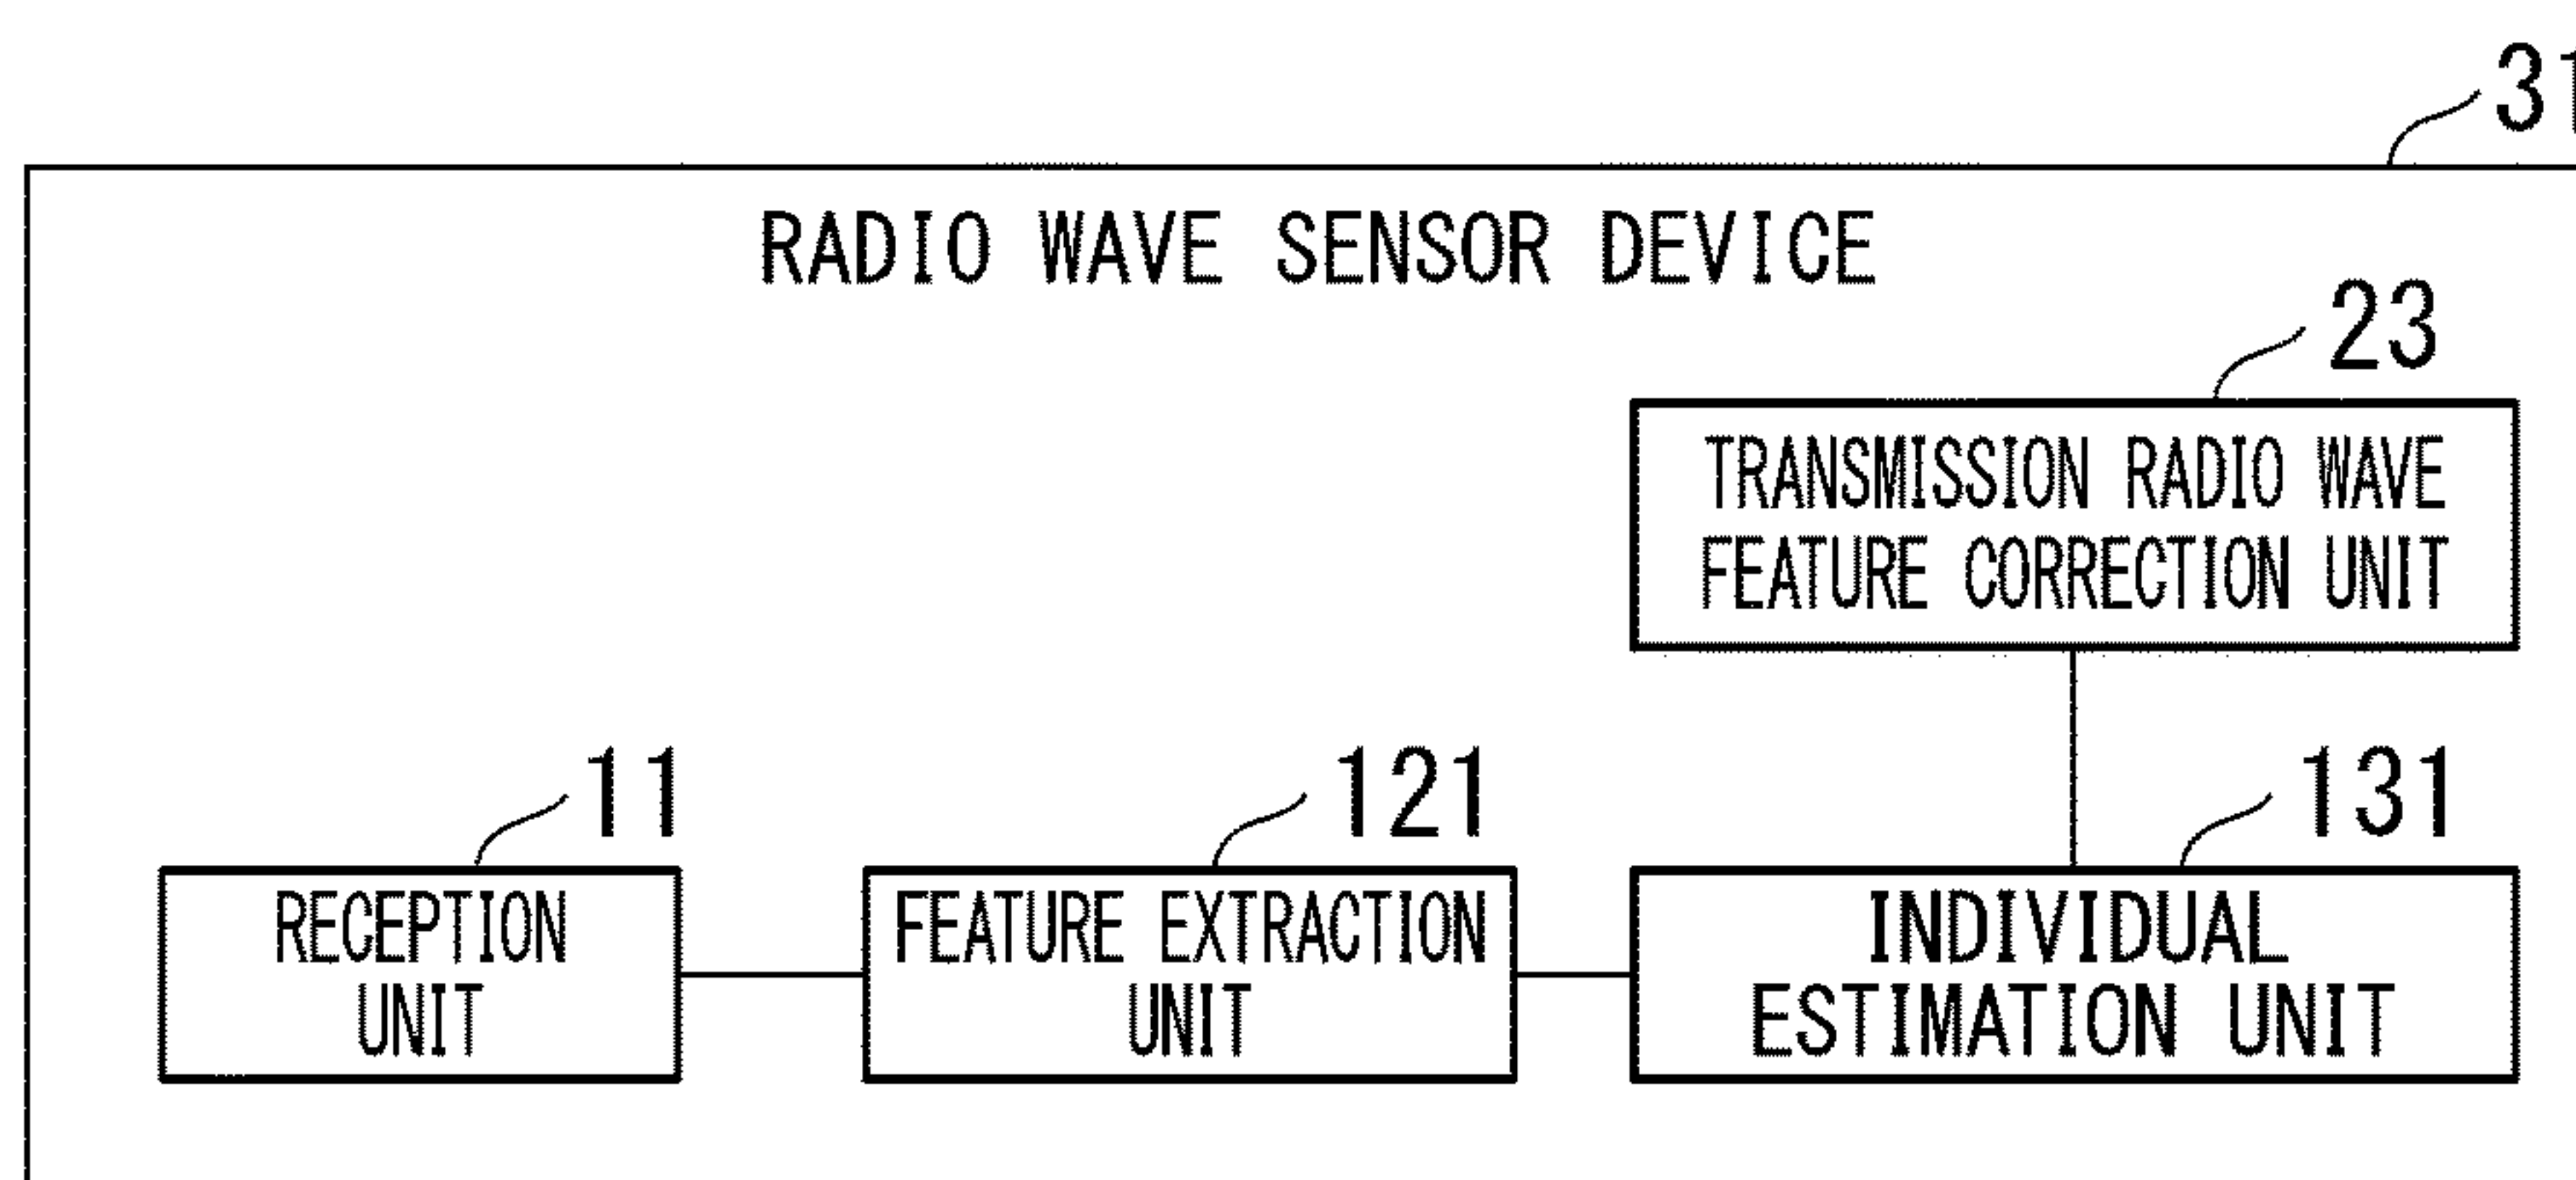 31
RADIO WAVE SENSOR DEVICE
23
TRANSMISSION RADIO WAVE
FEATURE CORRECTION UNIT
11
121
131
RECEPTION
UNIT
FEATURE EXTRACTION
UNIT
INDIVIDUAL
ESTIMATION UNIT